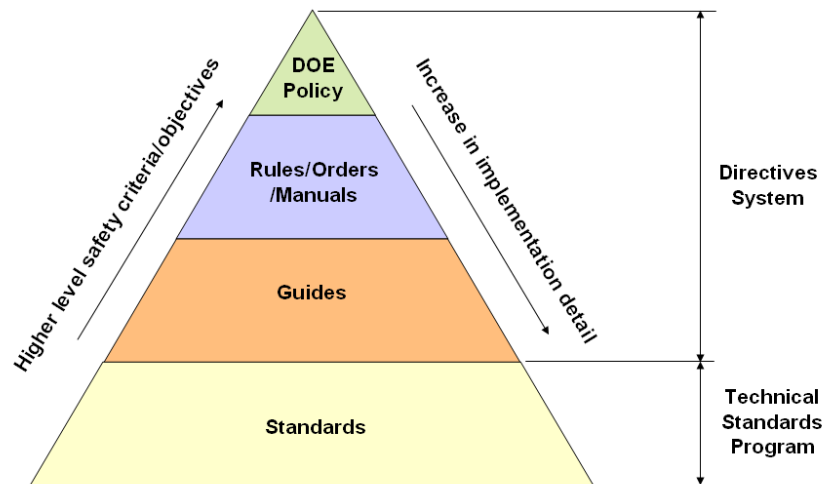 DOE
Policy
Rules/Orders
/Manuals
Guides
Standards
Higher level safety criteria/objectives
Increase in implementation detail
Directives
System
Technical
Standards
Program